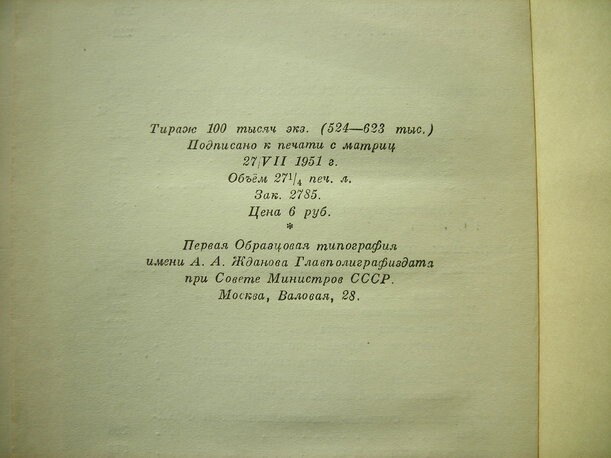 Тираж 100 тысяч экз. (524—623 тыс.)
Подписано к печати с матриц
27/VII 1951 г.
Объём 27¹/₄ печ. л.
Зак. 2785.
Цена 6 руб.
*
Первая Образцовая типография
имени А. А. Жданова Главполиграфиздата
при Совете Министров СССР.
Москва, Валовая, 28.